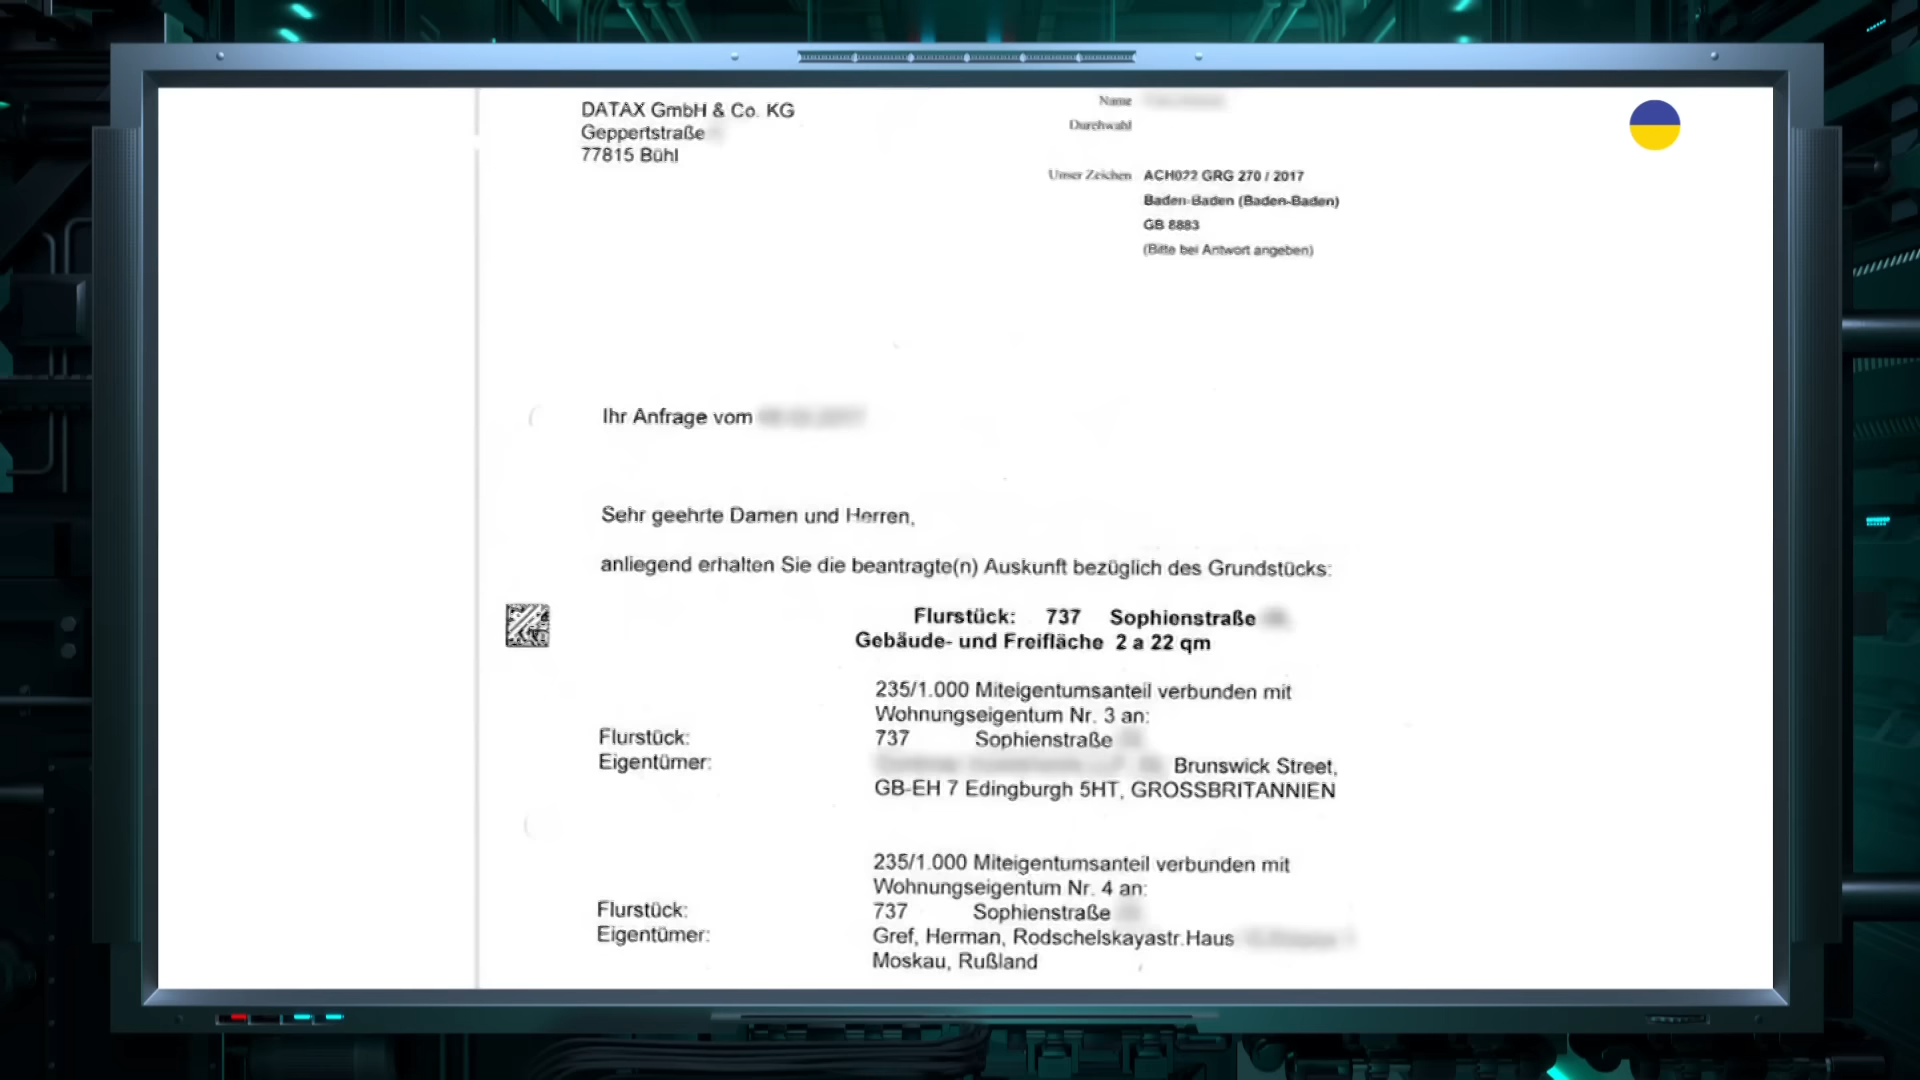 DATAX GmbH & Co. KG
Geppertstraße
77815 Bühl
Name
Durchwahl
Unser Zeichen ACH022 GRG 270 / 2017
Baden-Baden (Baden-Baden)
GB 8883
(Bitte bei Antwort angeben)
Ihr Anfrage vom
Sehr geehrte Damen und Herren,
anliegend erhalten Sie die beantragte(n) Auskunft bezüglich des Grundstücks:
Flurstück: 737 Sophienstraße
Gebäude- und Freifläche 2 a 22 qm
235/1.000 Miteigentumsanteil verbunden mit
Wohnungseigentum Nr. 3 an:
Flurstück: 737 Sophienstraße
Eigentümer: Brunswick Street,
GB-EH 7 Edingburgh 5HT, GROSSBRITANNIEN
235/1.000 Miteigentumsanteil verbunden mit
Wohnungseigentum Nr. 4 an:
Flurstück: 737 Sophienstraße
Eigentümer: Gref, Herman, Rodschelskayastr.Haus
Moskau, Rußland